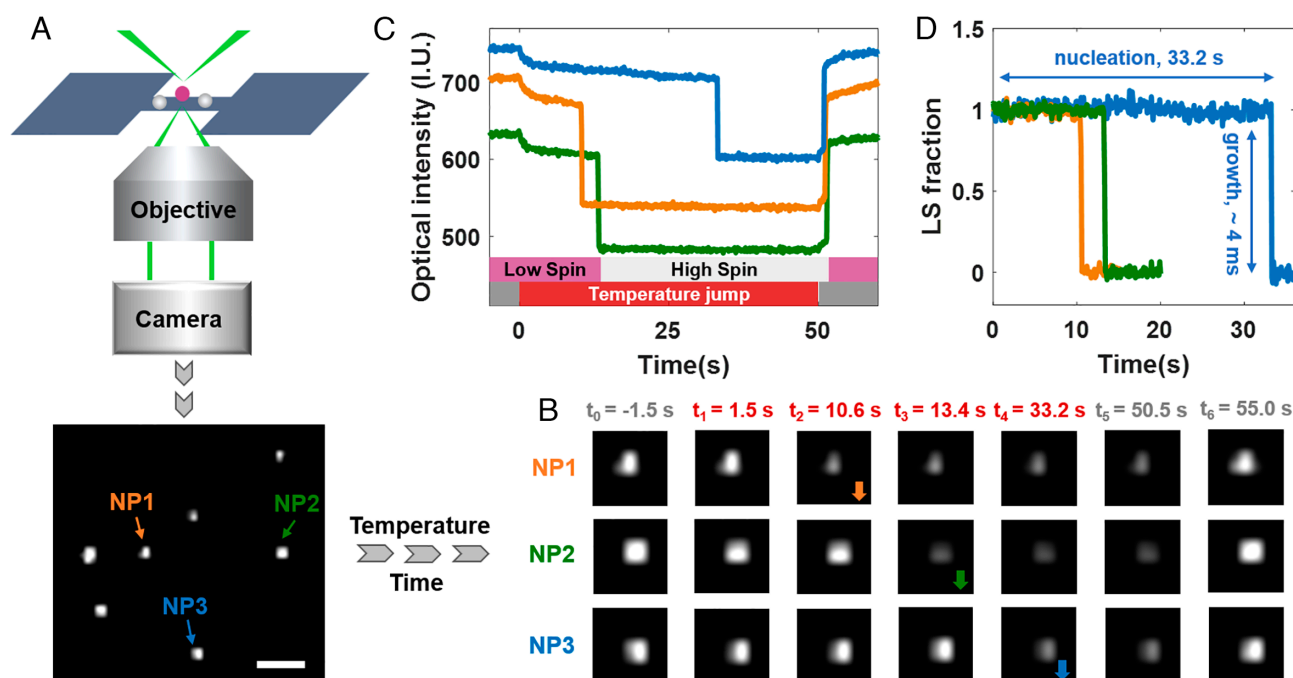 A
Objective
Camera
NP1
NP2
NP3
Temperature
Time
C
Optical intensity (I.U.)
700
600
500
Low Spin
High Spin
Temperature jump
0
25
50
Time(s)
D
LS fraction
1.5
1
0.5
0
nucleation, 33.2 s
growth, ~ 4 ms
0
10
20
30
Time(s)
B
t₀ = -1.5 s
t₁ = 1.5 s
t₂ = 10.6 s
t₃ = 13.4 s
t₄ = 33.2 s
t₅ = 50.5 s
t₆ = 55.0 s
NP1
NP2
NP3